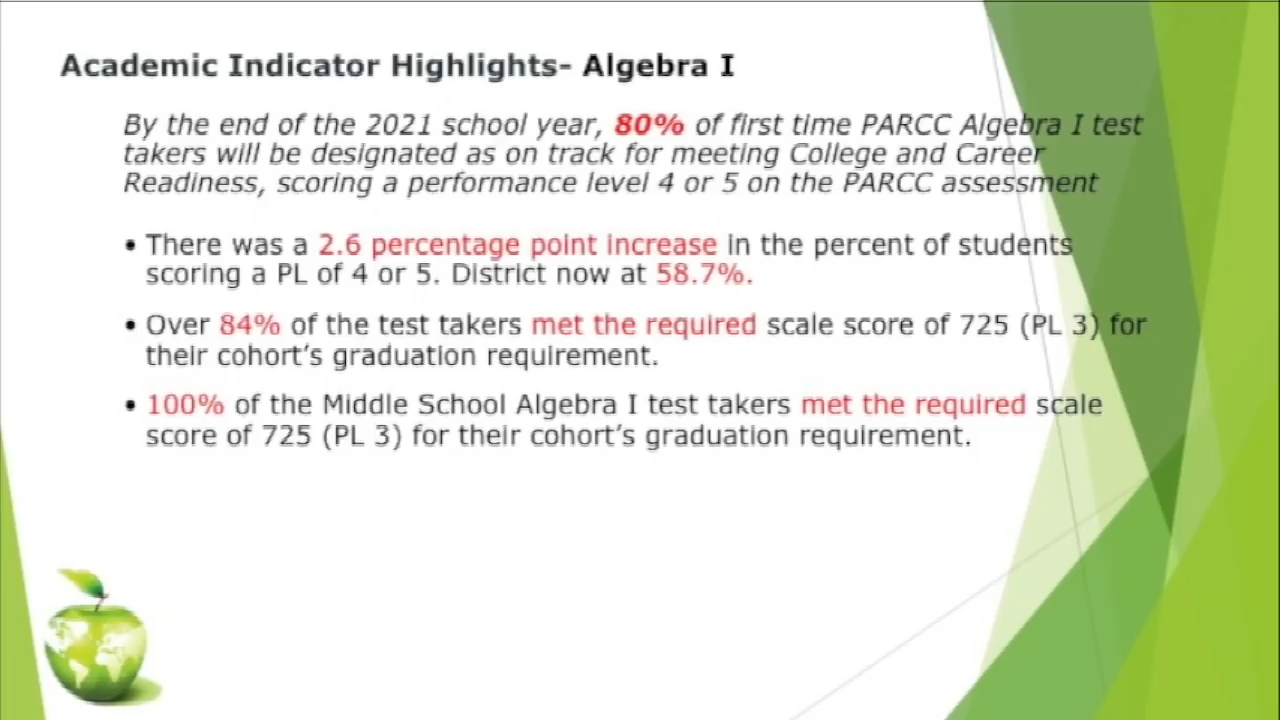 Academic Indicator Highlights- Algebra I
By the end of the 2021 school year, 80% of first time PARCC Algebra I test
takers will be designated as on track for meeting College and Career
Readiness, scoring a performance level 4 or 5 on the PARCC assessment
• There was a 2.6 percentage point increase in the percent of students
scoring a PL of 4 or 5. District now at 58.7%.
• Over 84% of the test takers met the required scale score of 725 (PL 3) for
their cohort's graduation requirement.
• 100% of the Middle School Algebra I test takers met the required scale
score of 725 (PL 3) for their cohort's graduation requirement.